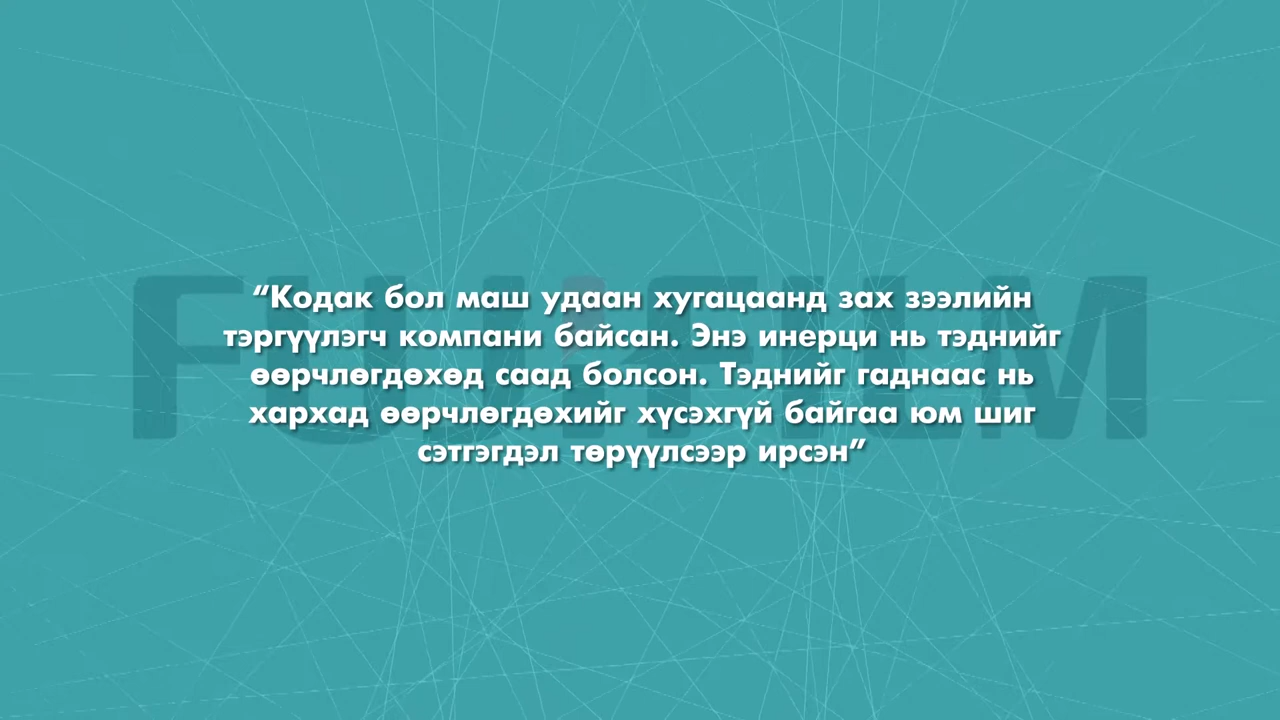 “Кодак бол маш удаан хугацаанд зах зээлийн
тэргүүлэгч компани байсан. Энэ инерци нь тэднийг
өөрчлөгдөхөд саад болсон. Тэднийг гаднаас нь
хархад өөрчлөгдөхийг хүсэхгүй байгаа юм шиг
сэтгэгдэл төрүүлсээр ирсэн”
FUJIFILM